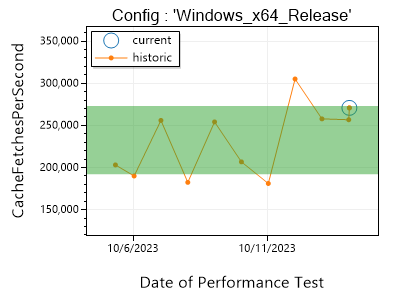 Config : 'Windows_x64_Release'
current
historic
350,000
300,000
250,000
200,000
150,000
CacheFetchesPerSecond
10/6/2023
10/11/2023
Date of Performance Test